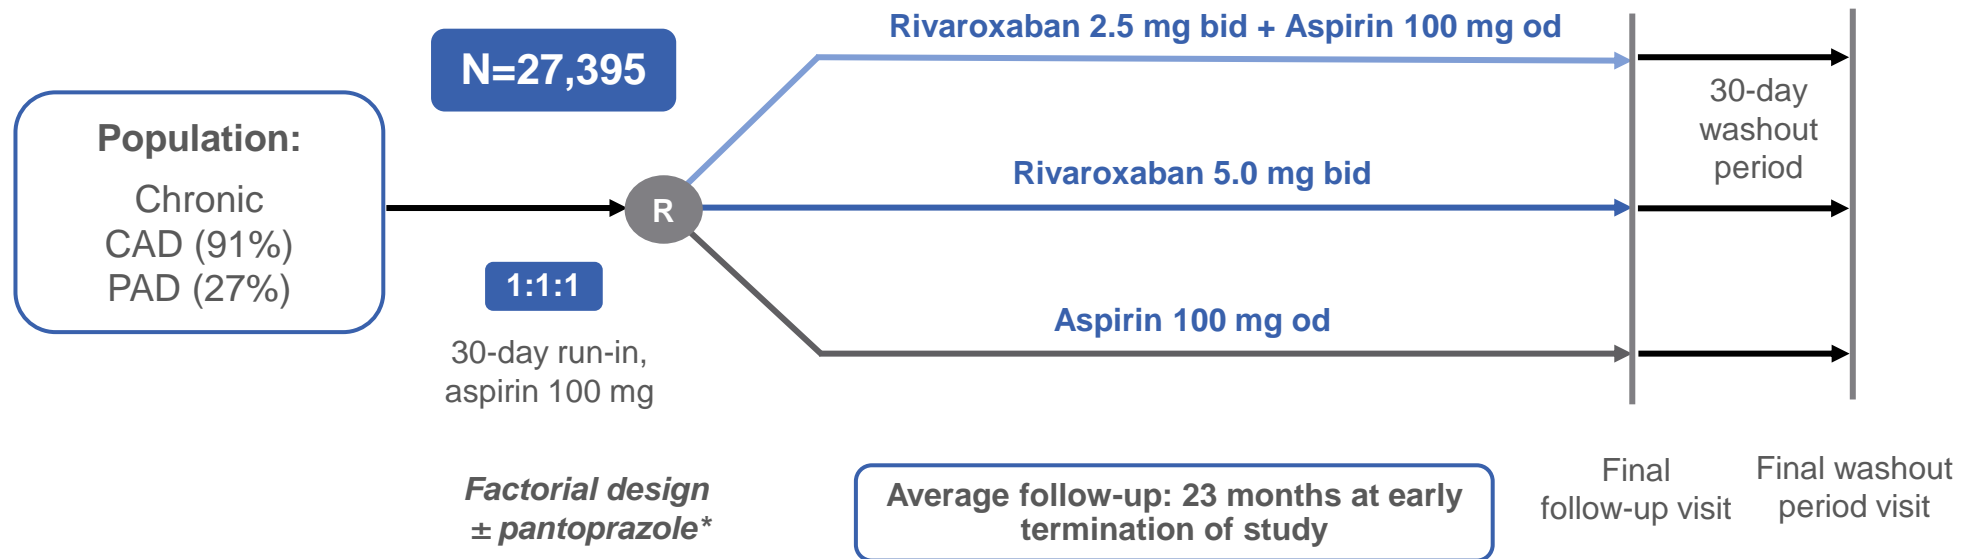 Population:
Chronic
CAD (91%)
PAD (27%)
N=27,395
1:1:1
30-day run-in,
aspirin 100 mg
R
Rivaroxaban 2.5 mg bid + Aspirin 100 mg od
Rivaroxaban 5.0 mg bid
Aspirin 100 mg od
30-day
washout
period
Factorial design
± pantoprazole*
Average follow-up: 23 months at early
termination of study
Final
follow-up visit
Final washout
period visit